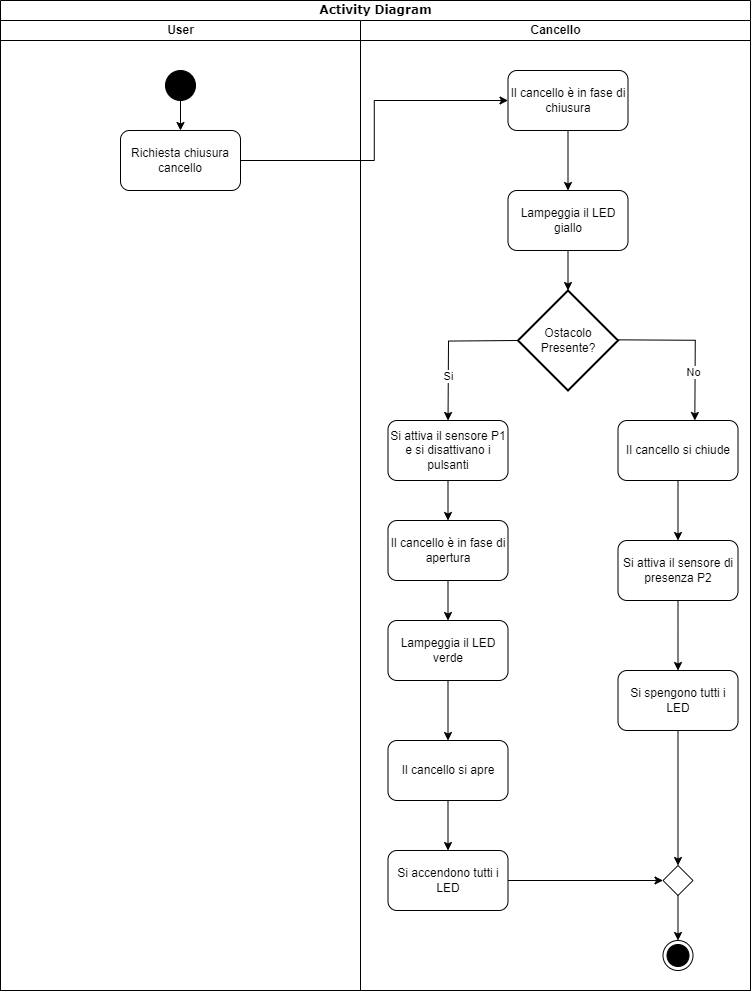 Activity Diagram
User
Cancello
Richiesta chiusura
cancello
Il cancello è in fase di
chiusura
Lampeggia il LED
giallo
Ostacolo
Presente?
Si
No
Si attiva il sensore P1
e si disattivano i
pulsanti
Il cancello è in fase di
apertura
Lampeggia il LED
verde
Il cancello si apre
Si accendono tutti i
LED
Il cancello si chiude
Si attiva il sensore di
presenza P2
Si spengono tutti i
LED